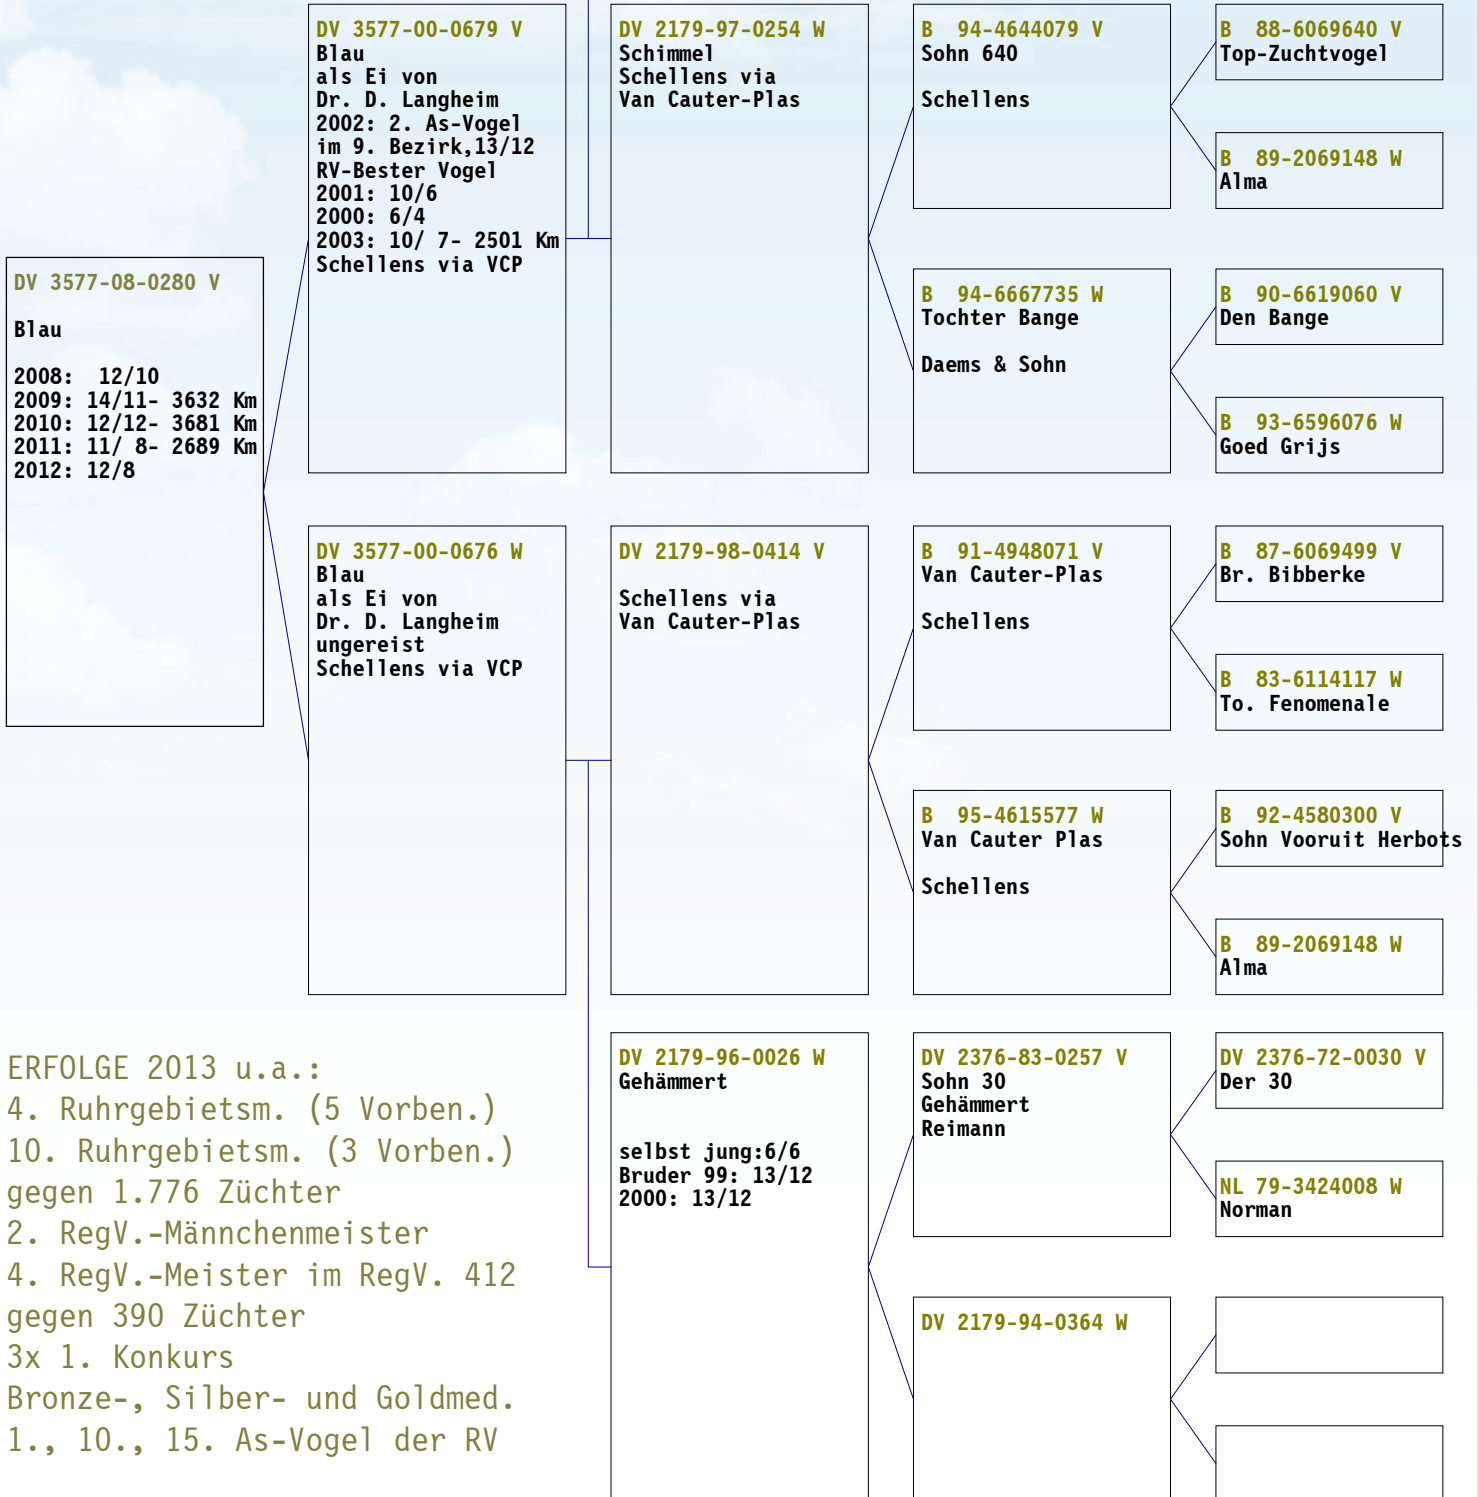 DV 3577-08-0280 V
Blau
2008:  12/10
2009: 14/11- 3632 Km
2010: 12/12- 3681 Km
2011: 11/ 8- 2689 Km
2012: 12/8
DV 3577-00-0679 V
Blau
als Ei von
Dr. D. Langheim
2002: 2. As-Vogel
im 9. Bezirk,13/12
RV-Bester Vogel
2001: 10/6
2000: 6/4
2003: 10/ 7- 2501 Km
Schellens via VCP
DV 3577-00-0676 W
Blau
als Ei von
Dr. D. Langheim
ungereist
Schellens via VCP
DV 2179-97-0254 W
Schimmel
Schellens via
Van Cauter-Plas
DV 2179-98-0414 V
Schellens via
Van Cauter-Plas
DV 2179-96-0026 W
Gehämmert
selbst jung:6/6
Bruder 99: 13/12
2000: 13/12
B  94-4644079 V
Sohn 640
Schellens
B  94-6667735 W
Tochter Bange
Daems & Sohn
B  91-4948071 V
Van Cauter-Plas
Schellens
B  95-4615577 W
Van Cauter Plas
Schellens
DV 2376-83-0257 V
Sohn 30
Gehämmert
Reimann
DV 2179-94-0364 W
B  88-6069640 V
Top-Zuchtvogel
B  89-2069148 W
Alma
B  90-6619060 V
Den Bange
B  93-6596076 W
Goed Grijs
B  87-6069499 V
Br. Bibberke
B  83-6114117 W
To. Fenomenale
B  92-4580300 V
Sohn Vooruit Herbots
B  89-2069148 W
Alma
DV 2376-72-0030 V
Der 30
NL 79-3424008 W
Norman
ERFOLGE 2013 u.a.:
4. Ruhrgebietsm. (5 Vorben.)
10. Ruhrgebietsm. (3 Vorben.)
gegen 1.776 Züchter
2. RegV.-Männchenmeister
4. RegV.-Meister im RegV. 412
gegen 390 Züchter
3x 1. Konkurs
Bronze-, Silber- und Goldmed.
1., 10., 15. As-Vogel der RV